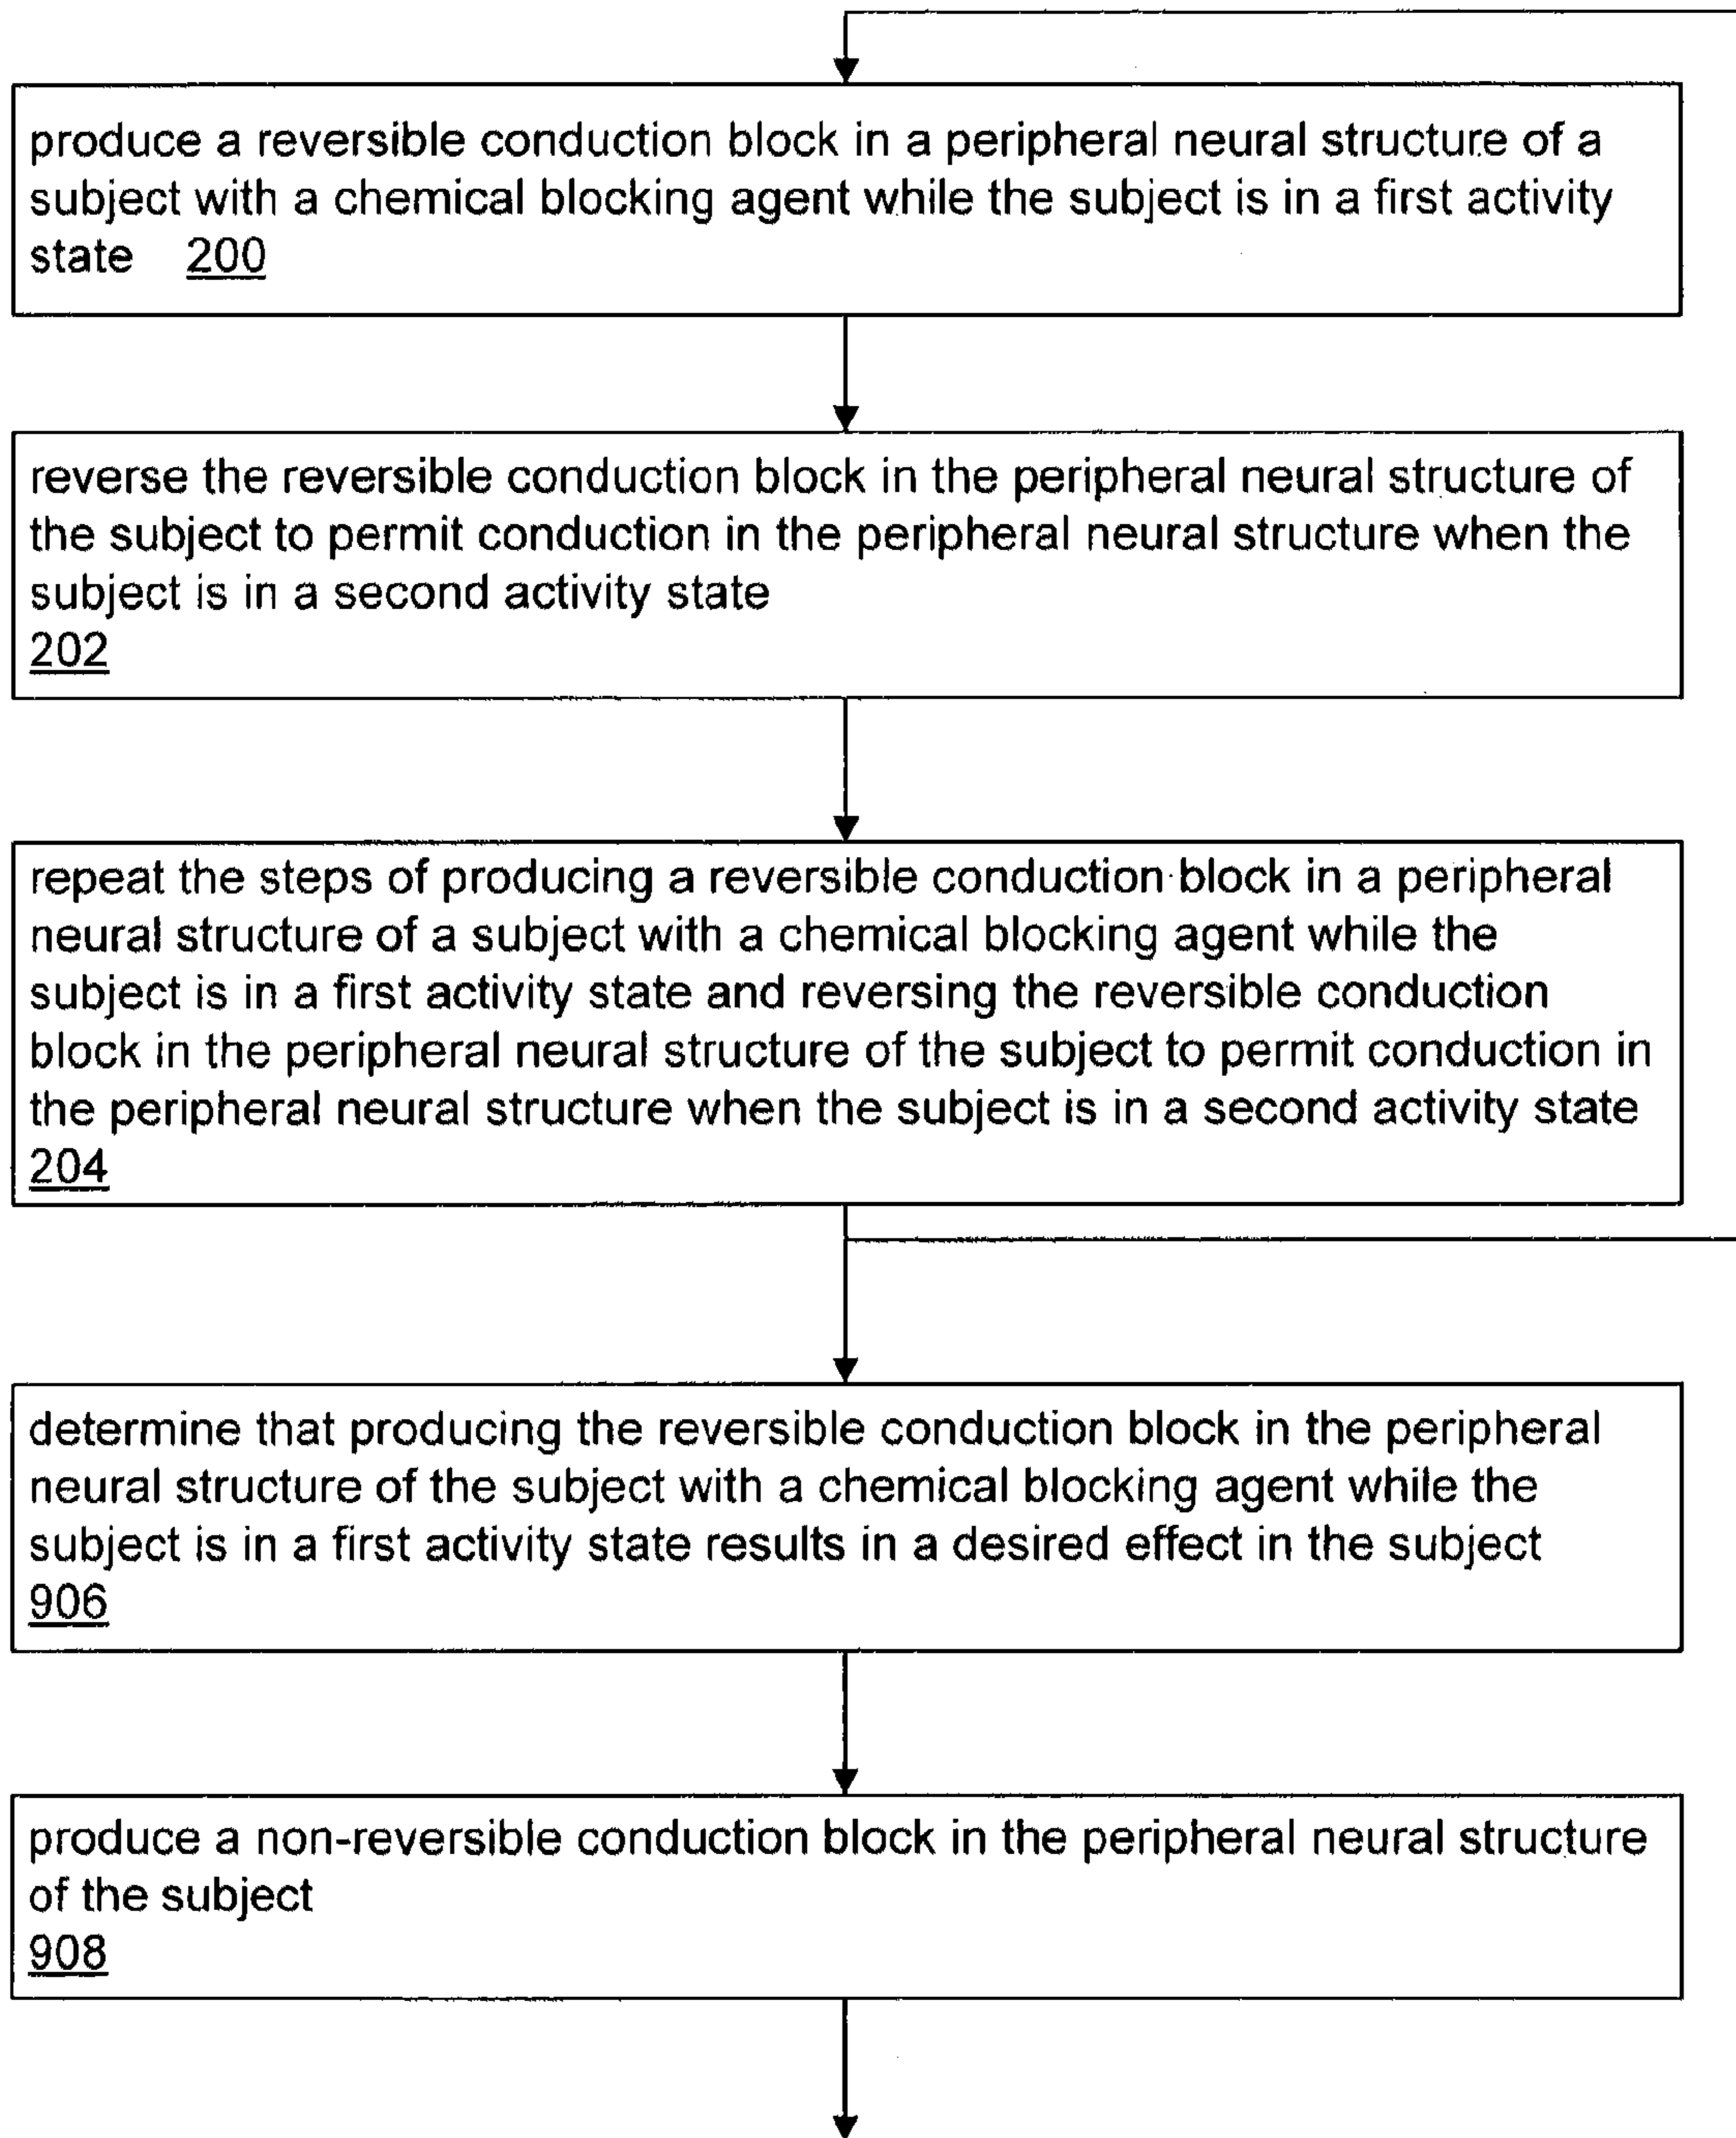 produce a reversible conduction block in a peripheral neural structure of a
subject with a chemical blocking agent while the subject is in a first activity
state 200
reverse the reversible conduction block in the peripheral neural structure of
the subject to permit conduction in the peripheral neural structure when the
subject is in a second activity state
202
repeat the steps of producing a reversible conduction block in a peripheral
neural structure of a subject with a chemical blocking agent while the
subject is in a first activity state and reversing the reversible conduction
block in the peripheral neural structure of the subject to permit conduction in
the peripheral neural structure when the subject is in a second activity state
204
determine that producing the reversible conduction block in the peripheral
neural structure of the subject with a chemical blocking agent while the
subject is in a first activity state results in a desired effect in the subject
906
produce a non-reversible conduction block in the peripheral neural structure
of the subject
908